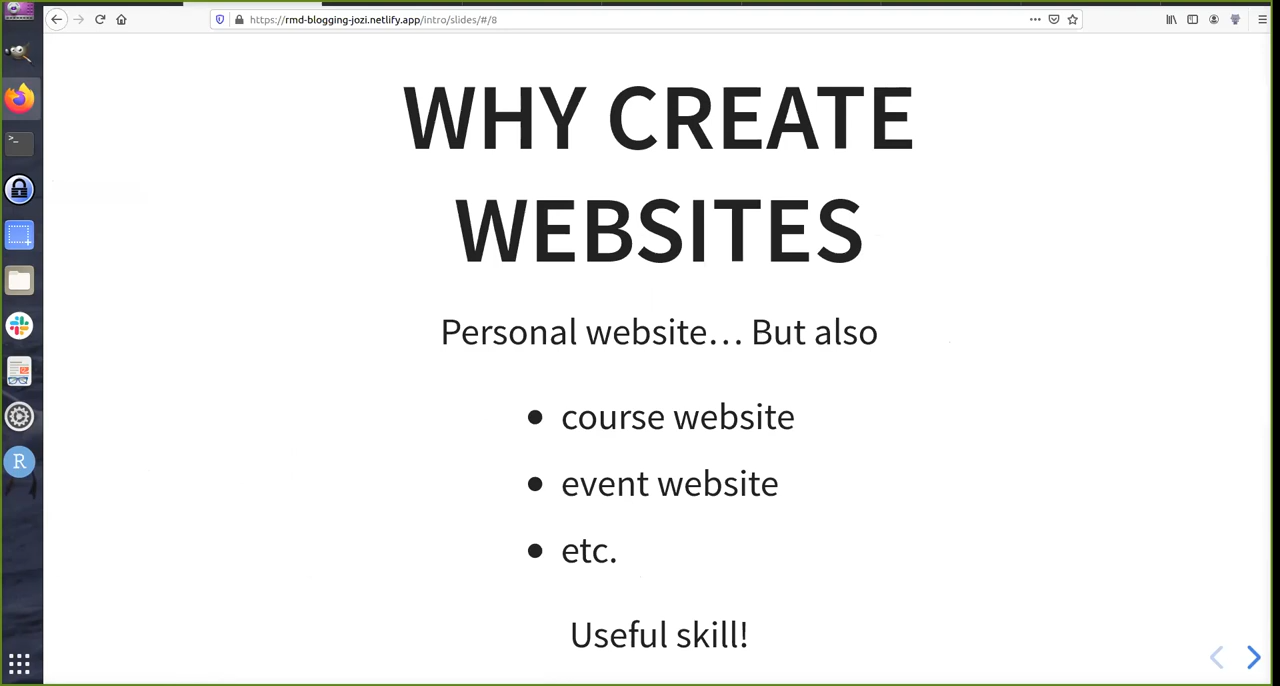 https://rmd-blogging-jozi.netlify.app/intro/slides/#/8
WHY CREATE
WEBSITES
Personal website... But also
• course website
• event website
• etc.
Useful skill!
>_
R